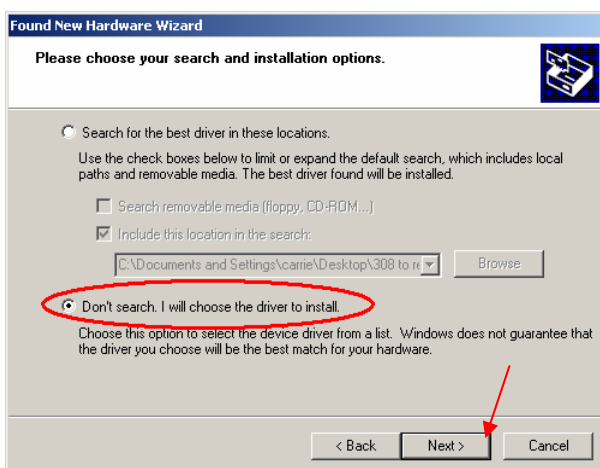 Found New Hardware Wizard
Please choose your search and installation options.
Search for the best driver in these locations.
Use the check boxes below to limit or expand the default search, which includes local
paths and removable media. The best driver found will be installed.
Search removable media (floppy, CD-ROM...)
Include this location in the search:
C:\Documents and Settings\carrie\Desktop\308 to re
Browse
Don't search. I will choose the driver to install.
Choose this option to select the device driver from a list. Windows does not guarantee that
the driver you choose will be the best match for your hardware.
< Back
Next >
Cancel